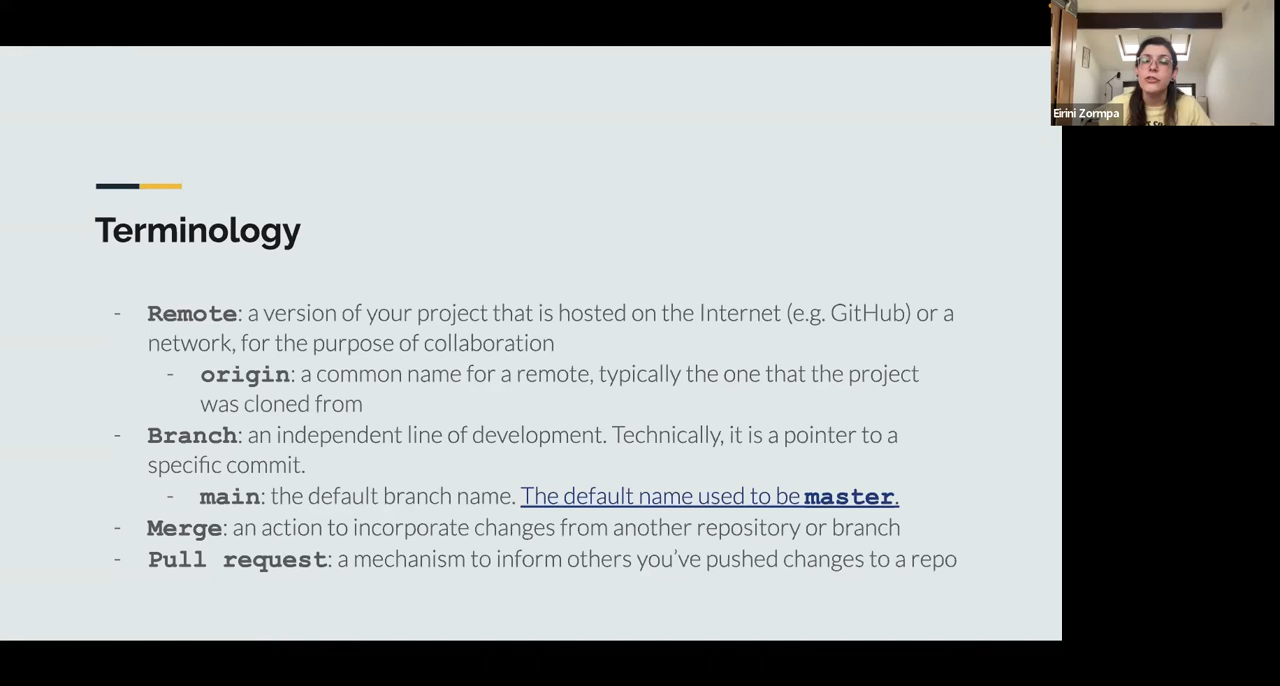 Eirini Zormpa
Terminology
- Remote: a version of your project that is hosted on the Internet (e.g. GitHub) or a
network, for the purpose of collaboration
- origin: a common name for a remote, typically the one that the project
was cloned from
- Branch: an independent line of development. Technically, it is a pointer to a
specific commit.
- main: the default branch name. The default name used to be master.
- Merge: an action to incorporate changes from another repository or branch
- Pull request: a mechanism to inform others you’ve pushed changes to a repo